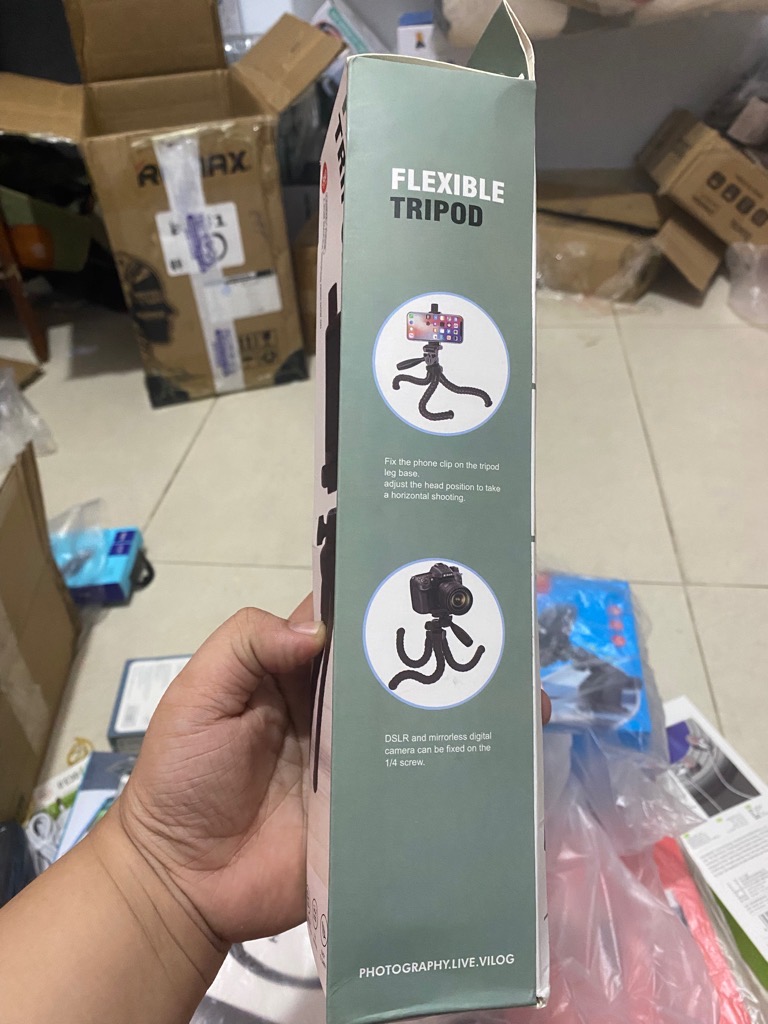 FLEXIBLE
TRIPOD
Fix the phone clip on the tripod
leg base.
adjust the head position to take
a horizontal shooting.
DSLR and mirrorless digital
camera can be fixed on the
1/4 screw.
PHOTOGRAPHY.LIVE.VILOG